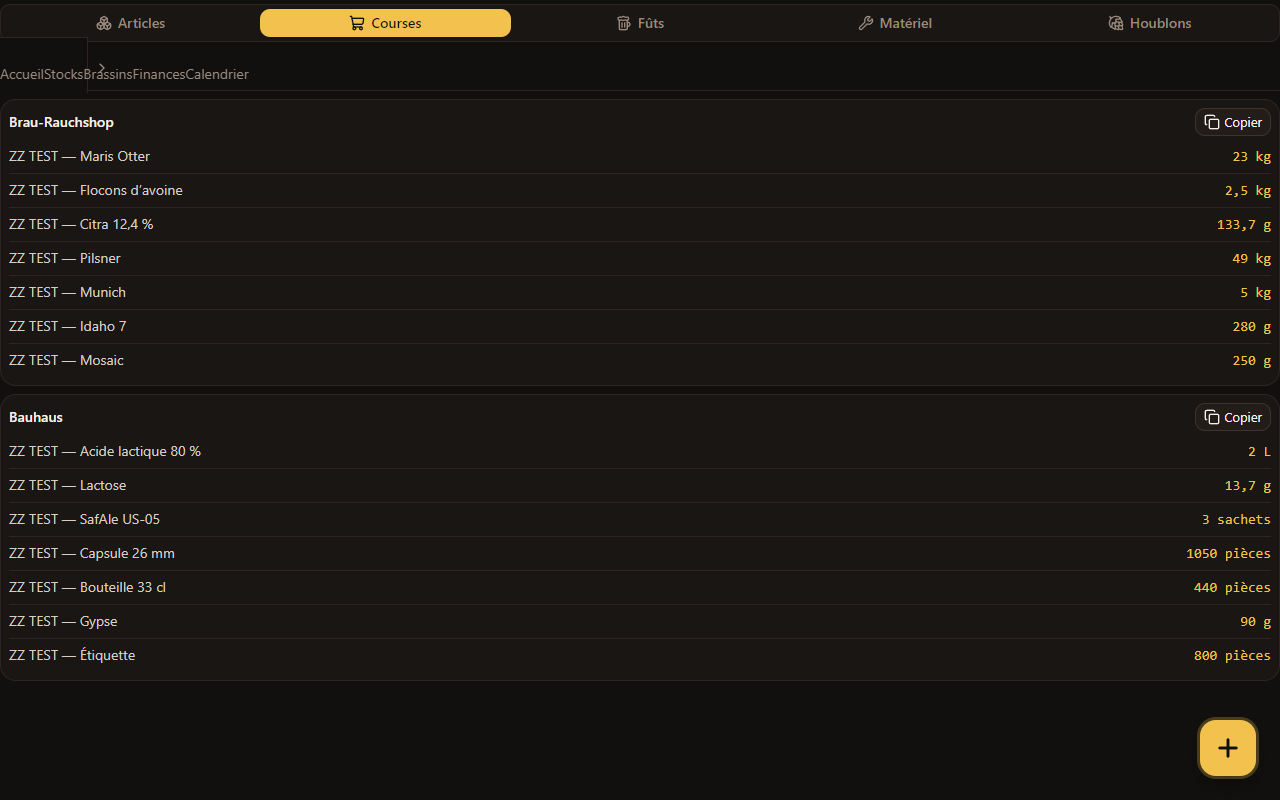 Articles Courses Fûts Matériel Houblons
AccueilStocksBrassinsFinancesCalendrier
Brau-Rauchshop Copier
ZZ TEST — Maris Otter 23 kg
ZZ TEST — Flocons d’avoine 2,5 kg
ZZ TEST — Citra 12,4 % 133,7 g
ZZ TEST — Pilsner 49 kg
ZZ TEST — Munich 5 kg
ZZ TEST — Idaho 7 280 g
ZZ TEST — Mosaic 250 g
Bauhaus Copier
ZZ TEST — Acide lactique 80 % 2 L
ZZ TEST — Lactose 13,7 g
ZZ TEST — SafAle US-05 3 sachets
ZZ TEST — Capsule 26 mm 1050 pièces
ZZ TEST — Bouteille 33 cl 440 pièces
ZZ TEST — Gypse 90 g
ZZ TEST — Étiquette 800 pièces